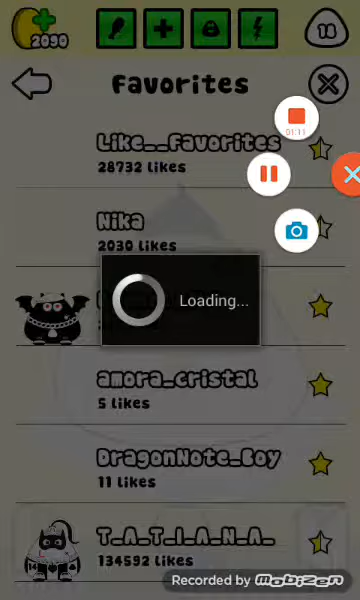 2090
18
Favorites
Like__Favorites
28732 likes
01:11
Nika
2030 likes
Loading...
amora_cristal
5 likes
DragonNote_Boy
11 likes
T_A_T_I_A_N_A_
134592 likes
Recorded by mobizen